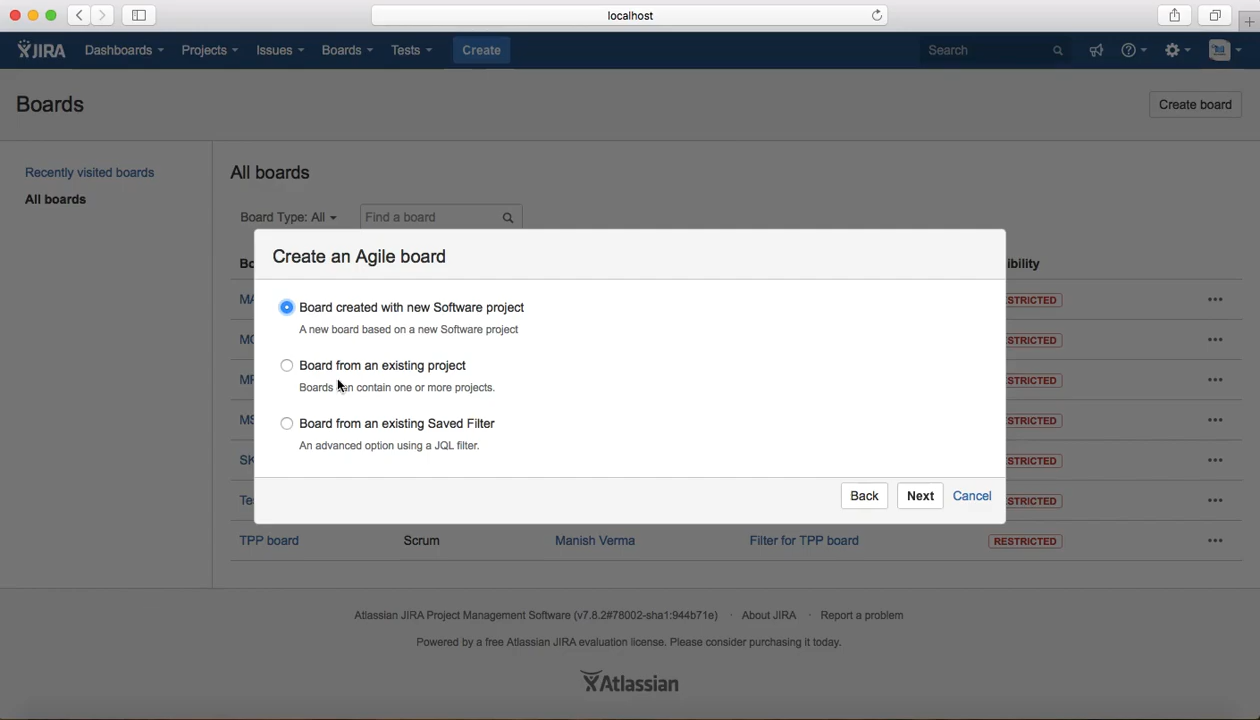 localhost
JIRA Dashboards Projects Issues Boards Tests Create Search
Boards
Create board
Recently visited boards
All boards
All boards
Board Type: All
Find a board
Create an Agile board
Board created with new Software project
A new board based on a new Software project
Board from an existing project
Boards can contain one or more projects.
Board from an existing Saved Filter
An advanced option using a JQL filter.
Back Next Cancel
TPP board Scrum Manish Verma Filter for TPP board RESTRICTED
Atlassian JIRA Project Management Software (v7.8.2#78002-sha1:944b71e) · About JIRA · Report a problem
Powered by a free Atlassian JIRA evaluation license. Please consider purchasing it today.
Atlassian